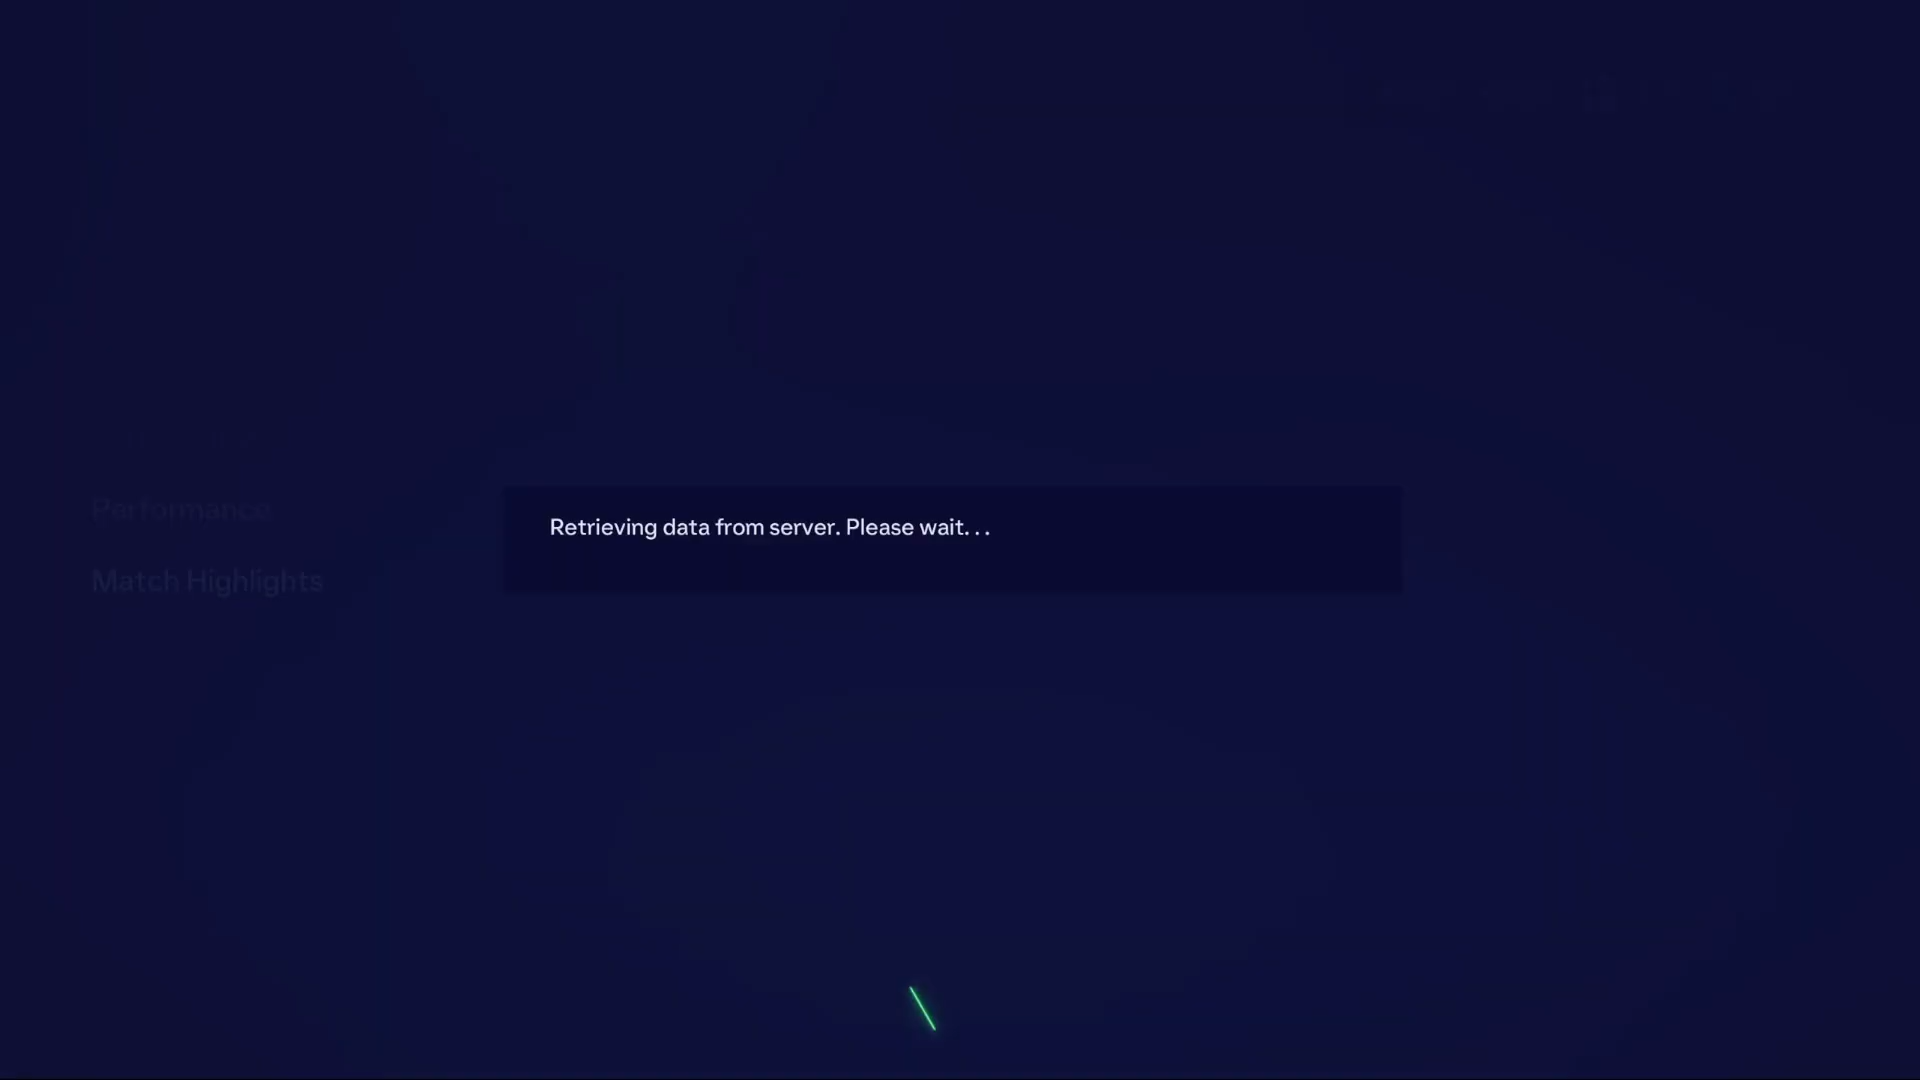 Performance
Retrieving data from server. Please wait...
Match Highlights